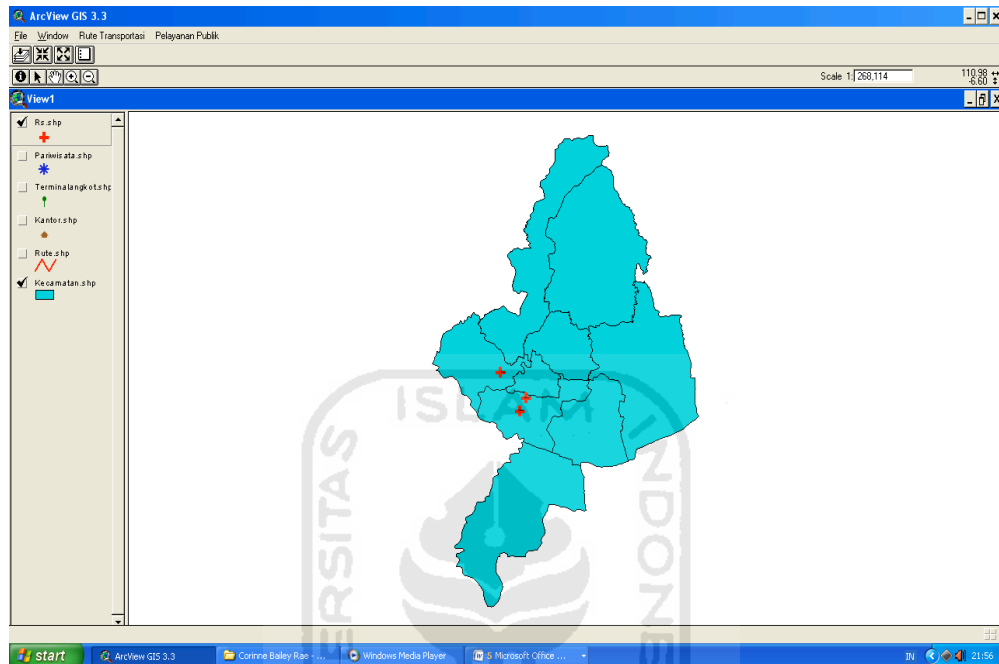 ArcView GIS 3.3
File Window Rute Transportasi Pelayanan Publik
Scale 1: 268,114
110.98
-6.60
View1
Rs.shp
Pariwisata.shp
Terminalangkot.shp
Kantor.shp
Rute.shp
Kecamatan.shp
ISLAM
ERSITAS
INDONE
start
ArcView GIS 3.3
Corinne Bailey Rae - ...
Windows Media Player
5 Microsoft Office ...
IN
21:56